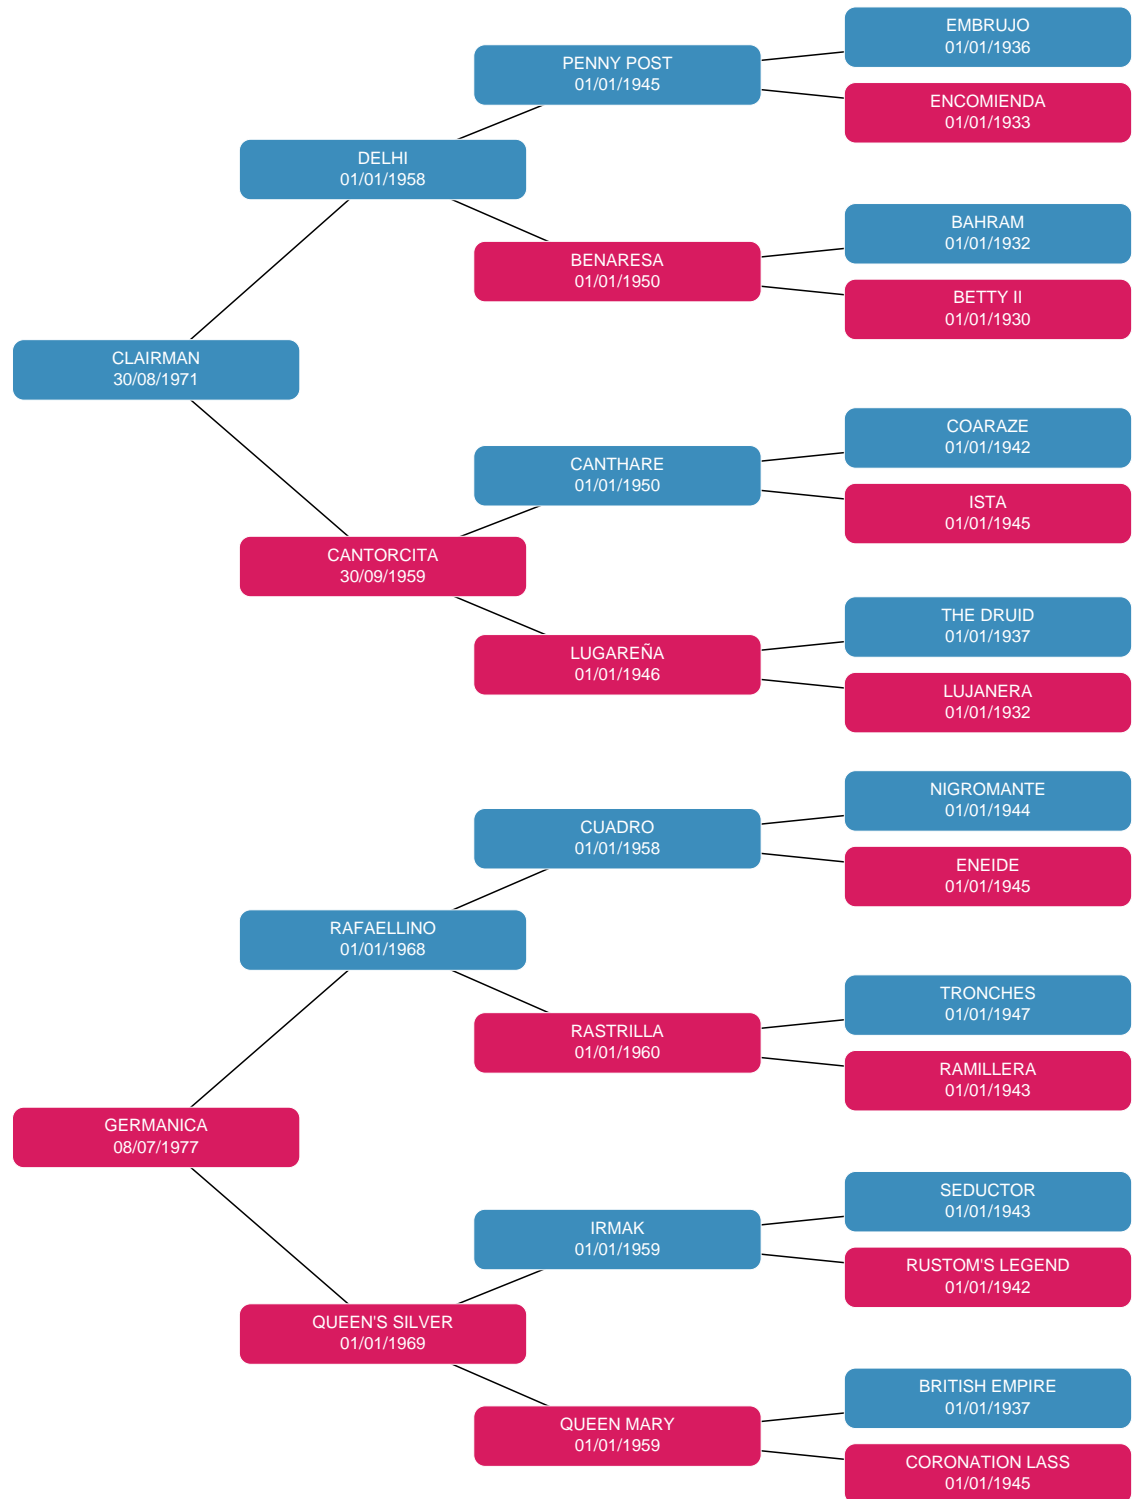 EMBRUJO
01/01/1936
PENNY POST
01/01/1945
ENCOMIENDA
01/01/1933
DELHI
01/01/1958
BAHRAM
01/01/1932
BENARESA
01/01/1950
BETTY II
01/01/1930
CLAIRMAN
30/08/1971
COARAZE
01/01/1942
CANTHARE
01/01/1950
ISTA
01/01/1945
CANTORCITA
30/09/1959
THE DRUID
01/01/1937
LUGAREÑA
01/01/1946
LUJANERA
01/01/1932
NIGROMANTE
01/01/1944
CUADRO
01/01/1958
ENEIDE
01/01/1945
RAFAELLINO
01/01/1968
TRONCHES
01/01/1947
RASTRILLA
01/01/1960
RAMILLERA
01/01/1943
GERMANICA
08/07/1977
SEDUCTOR
01/01/1943
IRMAK
01/01/1959
RUSTOM'S LEGEND
01/01/1942
QUEEN'S SILVER
01/01/1969
BRITISH EMPIRE
01/01/1937
QUEEN MARY
01/01/1959
CORONATION LASS
01/01/1945